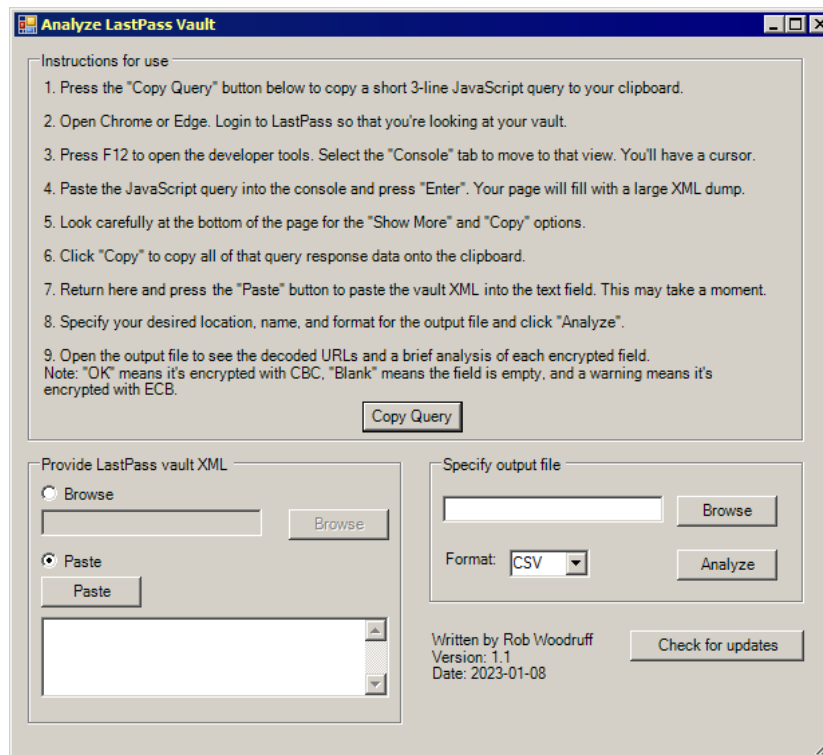 Analyze LastPass Vault
Instructions for use
1. Press the "Copy Query" button below to copy a short 3-line JavaScript query to your clipboard.
2. Open Chrome or Edge. Login to LastPass so that you're looking at your vault.
3. Press F12 to open the developer tools. Select the "Console" tab to move to that view. You'll have a cursor.
4. Paste the JavaScript query into the console and press "Enter". Your page will fill with a large XML dump.
5. Look carefully at the bottom of the page for the "Show More" and "Copy" options.
6. Click "Copy" to copy all of that query response data onto the clipboard.
7. Return here and press the "Paste" button to paste the vault XML into the text field. This may take a moment.
8. Specify your desired location, name, and format for the output file and click "Analyze".
9. Open the output file to see the decoded URLs and a brief analysis of each encrypted field.
Note: "OK" means it's encrypted with CBC, "Blank" means the field is empty, and a warning means it's
encrypted with ECB.
Copy Query
Provide LastPass vault XML
Browse
Browse
Paste
Paste
Specify output file
Browse
Format:
CSV
Analyze
Written by Rob Woodruff
Version: 1.1
Date: 2023-01-08
Check for updates